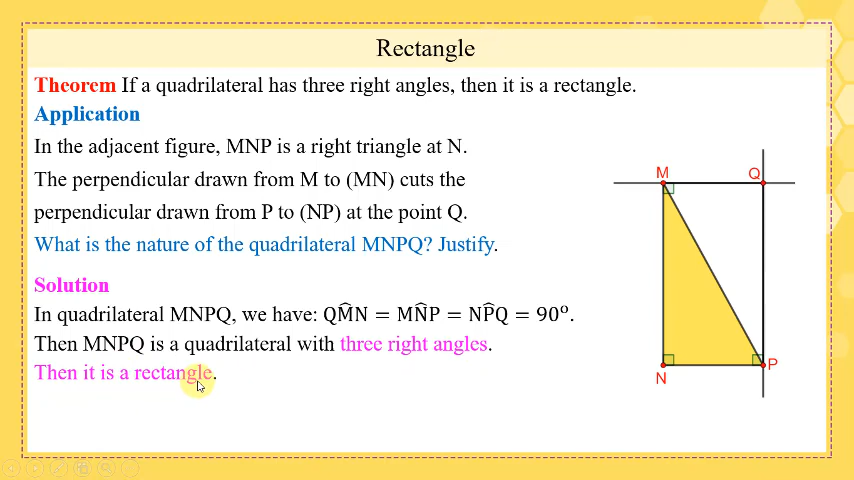 Rectangle
Theorem If a quadrilateral has three right angles, then it is a rectangle.
Application
In the adjacent figure, MNP is a right triangle at N.
The perpendicular drawn from M to (MN) cuts the
perpendicular drawn from P to (NP) at the point Q.
What is the nature of the quadrilateral MNPQ? Justify.
Solution
In quadrilateral MNPQ, we have: QM̂N = MN̂P = NP̂Q = 90⁰.
Then MNPQ is a quadrilateral with three right angles.
Then it is a rectangle.
M Q
N P